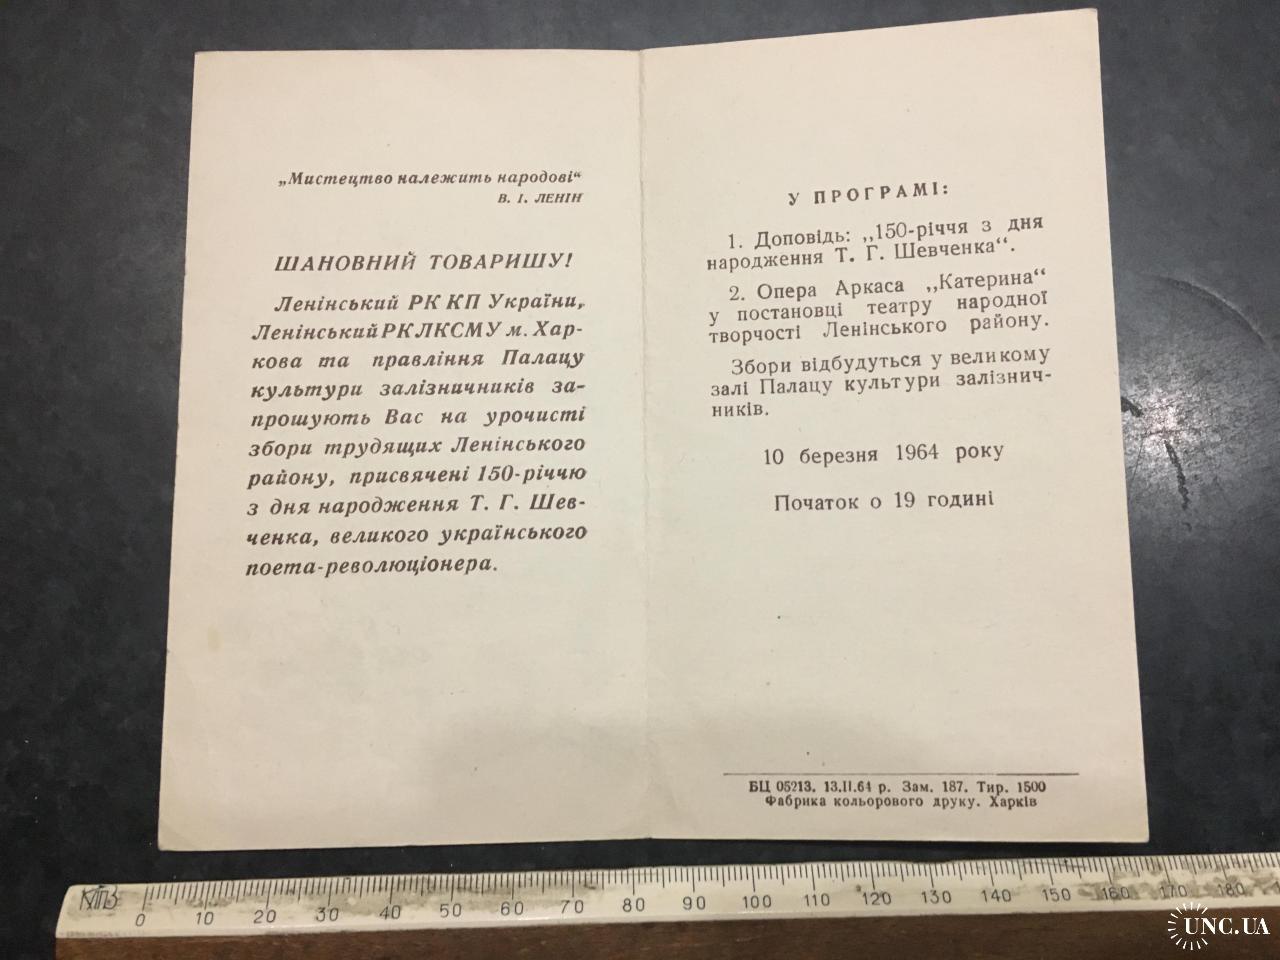 „Мистецтво належить народові“
В. І. ЛЕНІН
ШАНОВНИЙ ТОВАРИШУ!
Ленінський РК КП України,
Ленінський РК ЛКСМУ м. Хар-
кова та правління Палацу
культури залізничників за-
прошують Вас на урочисті
збори трудящих Ленінського
району, присвячені 150-річчю
з дня народження Т. Г. Шев-
ченка, великого українського
поета-революціонера.
У ПРОГРАМІ:
1. Доповідь: „150-річчя з дня
народження Т. Г. Шевченка“.
2. Опера Аркаса „Катерина“
у постановці театру народної
творчості Ленінського району.
Збори відбудуться у великому
залі Палацу культури залізнич-
ників.
10 березня 1964 року
Початок о 19 годині
БЦ 05213. 13.II.64 р. Зам. 187. Тир. 1500
Фабрика кольорового друку. Харків
0 10 20 30 40 50 60 70 80 90 100 110 120 130 140 150 160 170 180
UNC.UA